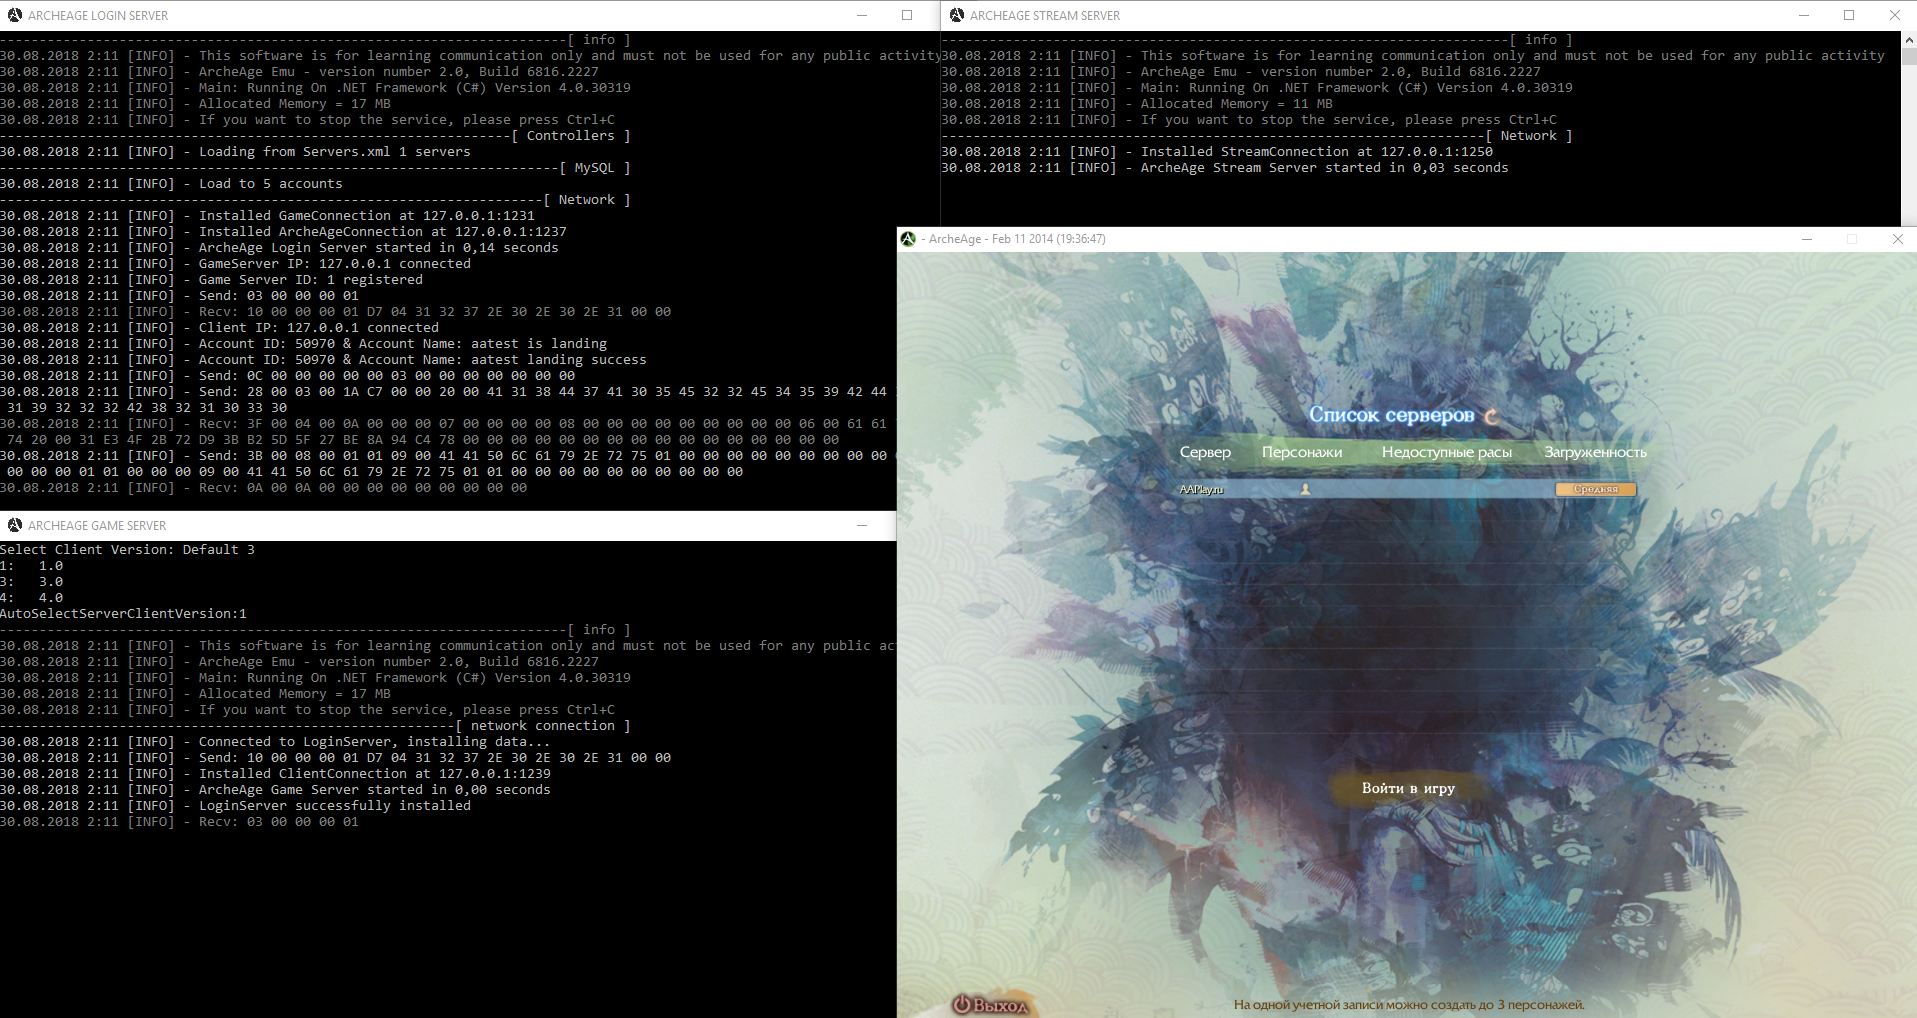 ARCHEAGE LOGIN SERVER
-----------------------------------------------------------------------[ info ]
30.08.2018 2:11 [INFO] - This software is for learning communication only and must not be used for any public activity
30.08.2018 2:11 [INFO] - ArcheAge Emu - version number 2.0, Build 6816.2227
30.08.2018 2:11 [INFO] - Main: Running On .NET Framework (C#) Version 4.0.30319
30.08.2018 2:11 [INFO] - Allocated Memory = 17 MB
30.08.2018 2:11 [INFO] - If you want to stop the service, please press Ctrl+C
----------------------------------------------------------------[ Controllers ]
30.08.2018 2:11 [INFO] - Loading from Servers.xml 1 servers
----------------------------------------------------------------------[ MySQL ]
30.08.2018 2:11 [INFO] - Load to 5 accounts
--------------------------------------------------------------------[ Network ]
30.08.2018 2:11 [INFO] - Installed GameConnection at 127.0.0.1:1231
30.08.2018 2:11 [INFO] - Installed ArcheAgeConnection at 127.0.0.1:1237
30.08.2018 2:11 [INFO] - ArcheAge Login Server started in 0,14 seconds
30.08.2018 2:11 [INFO] - GameServer IP: 127.0.0.1 connected
30.08.2018 2:11 [INFO] - Game Server ID: 1 registered
30.08.2018 2:11 [INFO] - Send: 03 00 00 00 01
30.08.2018 2:11 [INFO] - Recv: 10 00 00 00 01 D7 04 31 32 37 2E 30 2E 30 2E 31 00 00
30.08.2018 2:11 [INFO] - Client IP: 127.0.0.1 connected
30.08.2018 2:11 [INFO] - Account ID: 50970 & Account Name: aatest is landing
30.08.2018 2:11 [INFO] - Account ID: 50970 & Account Name: aatest landing success
30.08.2018 2:11 [INFO] - Send: 0C 00 00 00 00 00 03 00 00 00 00 00 00 00
30.08.2018 2:11 [INFO] - Send: 28 00 03 00 1A C7 00 00 20 00 41 31 38 44 37 41 30 35 45 32 32 45 34 35 39 42 44
31 39 32 32 32 42 38 32 31 30 33 30
30.08.2018 2:11 [INFO] - Recv: 3F 00 04 00 0A 00 00 00 07 00 00 00 00 08 00 00 00 00 00 00 00 00 00 06 00 61 61
74 20 00 31 E3 4F 2B 72 D9 3B B2 5D 5F 27 BE 8A 94 C4 78 00 00 00 00 00 00 00 00 00 00 00 00 00 00 00 00
30.08.2018 2:11 [INFO] - Send: 3B 00 08 00 01 01 09 00 41 41 50 6C 61 79 2E 72 75 01 00 00 00 00 00 00 00 00 00
00 00 00 01 01 00 00 00 09 00 41 41 50 6C 61 79 2E 72 75 01 01 00 00 00 00 00 00 00 00 00 00
30.08.2018 2:11 [INFO] - Recv: 0A 00 0A 00 00 00 00 00 00 00 00 00
ARCHEAGE STREAM SERVER
-----------------------------------------------------------------------[ info ]
30.08.2018 2:11 [INFO] - This software is for learning communication only and must not be used for any public activity
30.08.2018 2:11 [INFO] - ArcheAge Emu - version number 2.0, Build 6816.2227
30.08.2018 2:11 [INFO] - Main: Running On .NET Framework (C#) Version 4.0.30319
30.08.2018 2:11 [INFO] - Allocated Memory = 11 MB
30.08.2018 2:11 [INFO] - If you want to stop the service, please press Ctrl+C
--------------------------------------------------------------------[ Network ]
30.08.2018 2:11 [INFO] - Installed StreamConnection at 127.0.0.1:1250
30.08.2018 2:11 [INFO] - ArcheAge Stream Server started in 0,03 seconds
ARCHEAGE GAME SERVER
Select Client Version: Default 3
1: 1.0
3: 3.0
4: 4.0
AutoSelectServerClientVersion:1
-----------------------------------------------------------------------[ info ]
30.08.2018 2:11 [INFO] - This software is for learning communication only and must not be used for any public ac
30.08.2018 2:11 [INFO] - ArcheAge Emu - version number 2.0, Build 6816.2227
30.08.2018 2:11 [INFO] - Main: Running On .NET Framework (C#) Version 4.0.30319
30.08.2018 2:11 [INFO] - Allocated Memory = 17 MB
30.08.2018 2:11 [INFO] - If you want to stop the service, please press Ctrl+C
---------------------------------------------------------[ network connection ]
30.08.2018 2:11 [INFO] - Connected to LoginServer, installing data...
30.08.2018 2:11 [INFO] - Send: 10 00 00 00 01 D7 04 31 32 37 2E 30 2E 30 2E 31 00 00
30.08.2018 2:11 [INFO] - Installed ClientConnection at 127.0.0.1:1239
30.08.2018 2:11 [INFO] - ArcheAge Game Server started in 0,00 seconds
30.08.2018 2:11 [INFO] - LoginServer successfully installed
30.08.2018 2:11 [INFO] - Recv: 03 00 00 00 01
- ArcheAge - Feb 11 2014 (19:36:47)
Список серверов
Сервер Персонажи Недоступные расы Загруженность
AAPlay.ru Средняя
Войти в игру
Выход
На одной учетной записи можно создать до 3 персонажей.